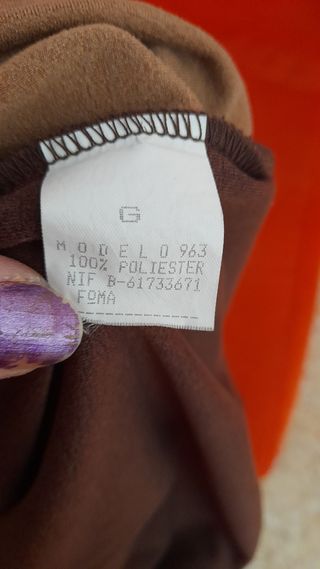 G
MODELO 963
100% POLIESTER
NIF B-61733671
FOMA